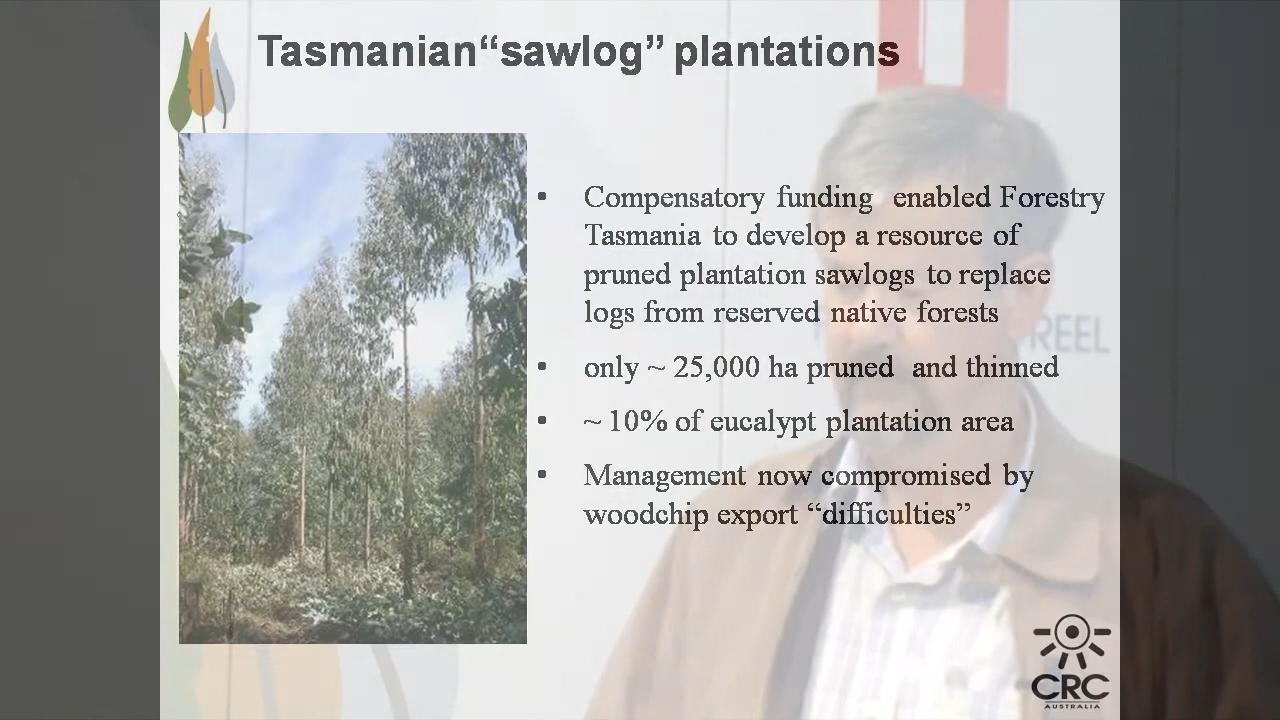 Tasmanian“sawlog” plantations
• Compensatory funding enabled Forestry
Tasmania to develop a resource of
pruned plantation sawlogs to replace
logs from reserved native forests
• only ~ 25,000 ha pruned and thinned
• ~ 10% of eucalypt plantation area
• Management now compromised by
woodchip export “difficulties”
REEL
CRC
AUSTRALIA